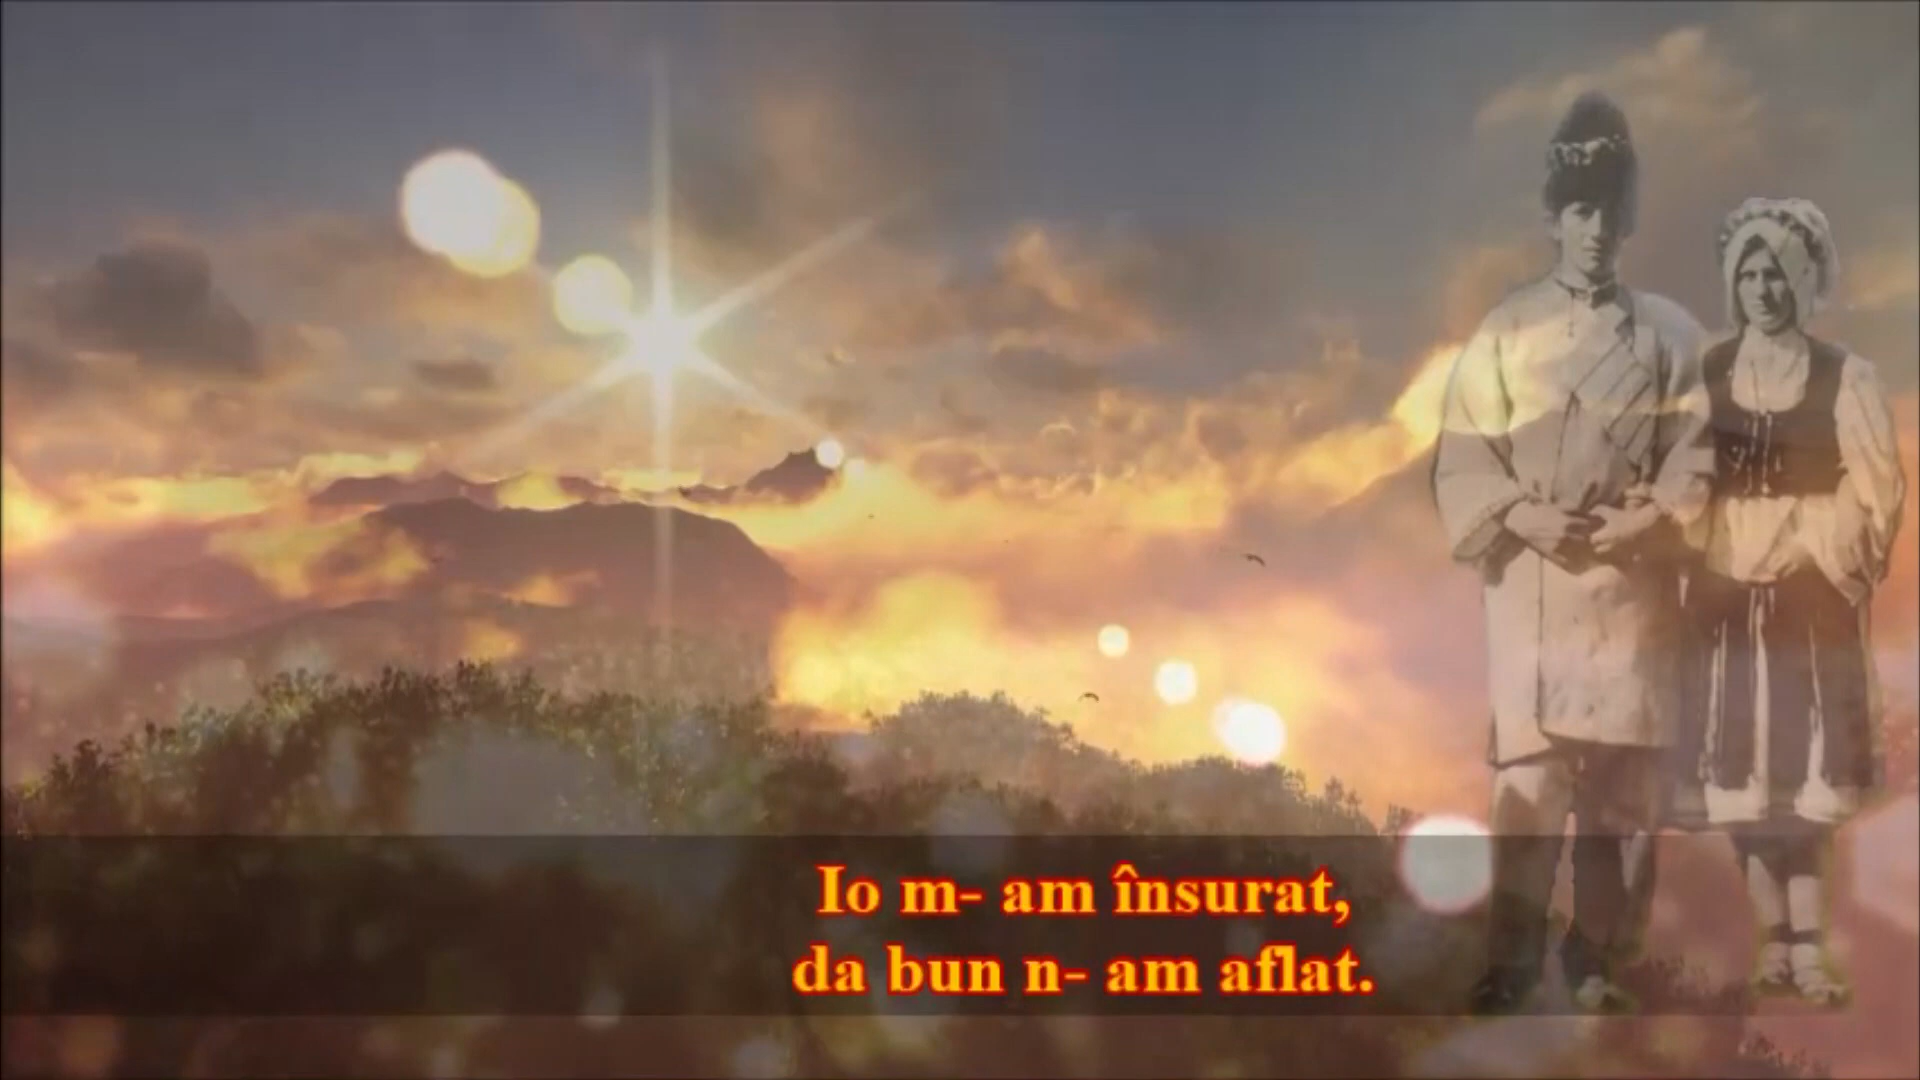 Io m- am însurat,
da bun n- am aflat.